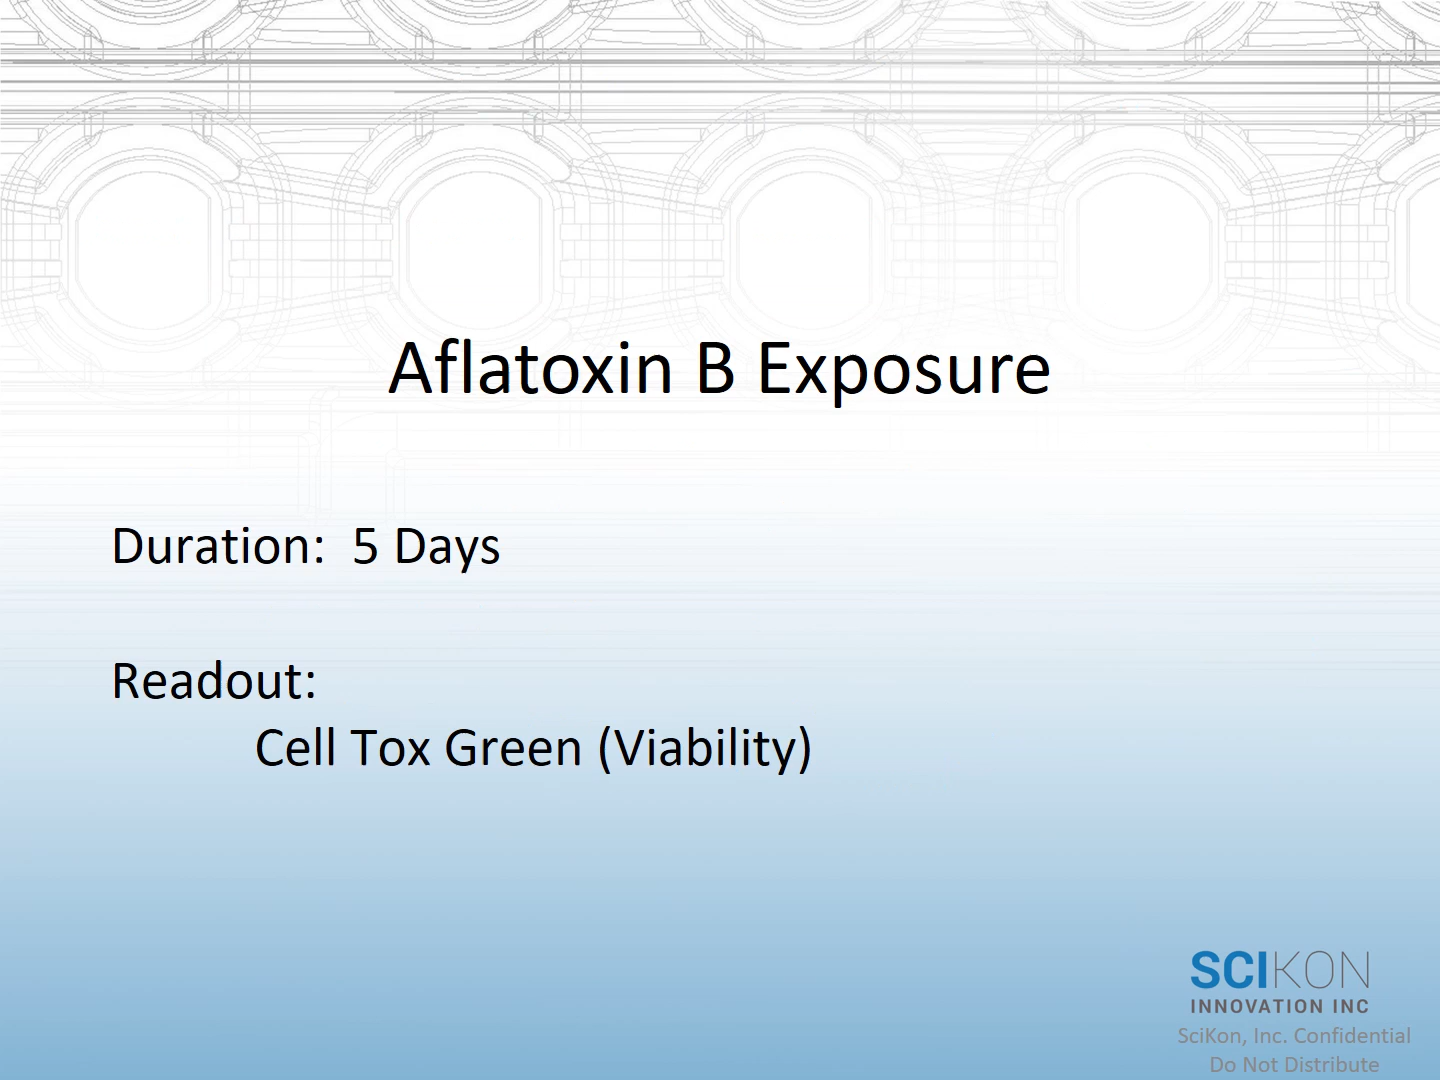 Aflatoxin B Exposure
Duration: 5 Days
Readout:
Cell Tox Green (Viability)
SCIKON
INNOVATION INC
SciKon, Inc. Confidential
Do Not Distribute